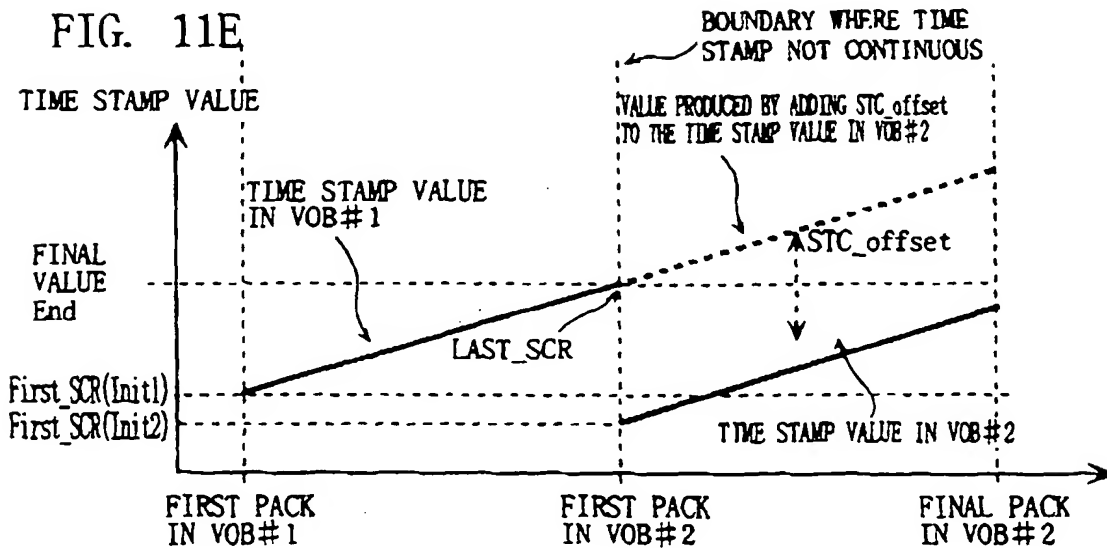 FIG. 11E
BOUNDARY WHERE TIME
STAMP NOT CONTINUOUS
TIME STAMP VALUE
VALUE PRODUCED BY ADDING STC_offset
TO THE TIME STAMP VALUE IN VOB#2
TIME STAMP VALUE
IN VOB#1
STC_offset
FINAL
VALUE
End
LAST_SCR
First_SCR(Init1)
First_SCR(Init2)
TIME STAMP VALUE IN VOB#2
FIRST PACK
IN VOB#1
FIRST PACK
IN VOB#2
FINAL PACK
IN VOB#2